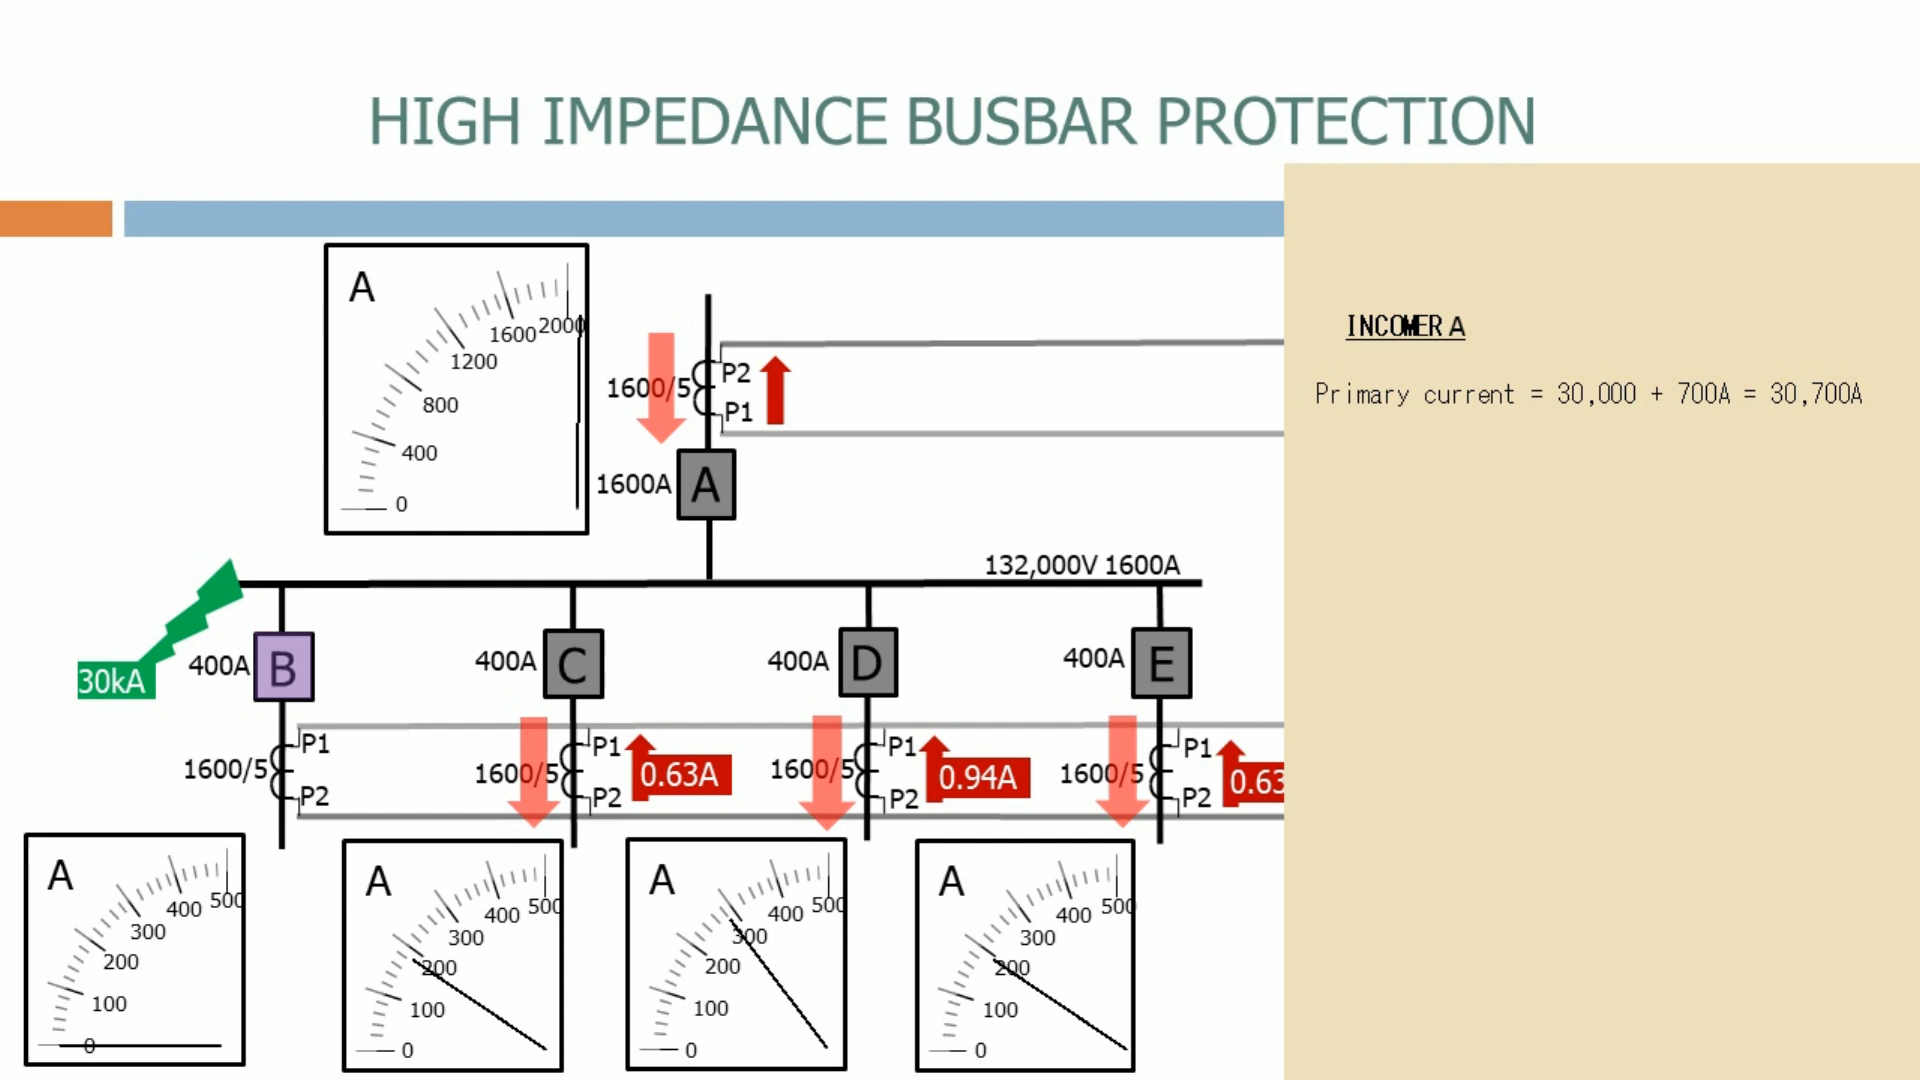 HIGH IMPEDANCE BUSBAR PROTECTION
A
0
400
800
1200
1600
2000
1600/5
P2
P1
1600A
A
INCOMER A
Primary current = 30,000 + 700A = 30,700A
132,000V 1600A
30kA
400A
B
400A
C
400A
D
400A
E
1600/5
P1
P2
1600/5
P1
P2
0.63A
1600/5
P1
P2
0.94A
1600/5
P1
P2
0.63
A
0
100
200
300
400
500
A
0
100
200
300
400
500
A
0
100
200
300
400
500
A
0
100
200
300
400
500